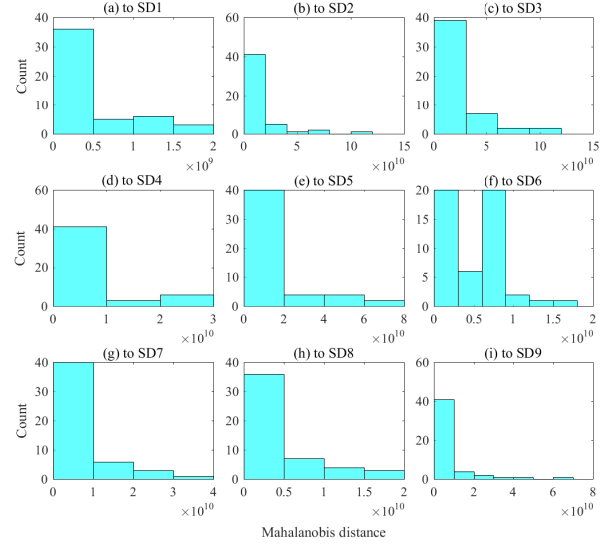 (a) to SD1
(b) to SD2
(c) to SD3
40
30
20
10
0
Count
0 0.5 1 1.5 2
×10^9
60
40
20
0
0 5 10 15
×10^10
40
30
20
10
0
0 5 10 15
×10^10
(d) to SD4
(e) to SD5
(f) to SD6
60
40
20
0
Count
0 1 2 3
×10^10
40
30
20
10
0
0 2 4 6 8
×10^10
20
15
10
5
0
0 0.5 1 1.5 2
×10^10
(g) to SD7
(h) to SD8
(i) to SD9
40
30
20
10
0
Count
0 1 2 3 4
×10^10
40
30
20
10
0
0 0.5 1 1.5 2
×10^10
60
40
20
0
0 2 4 6 8
×10^10
Mahalanobis distance